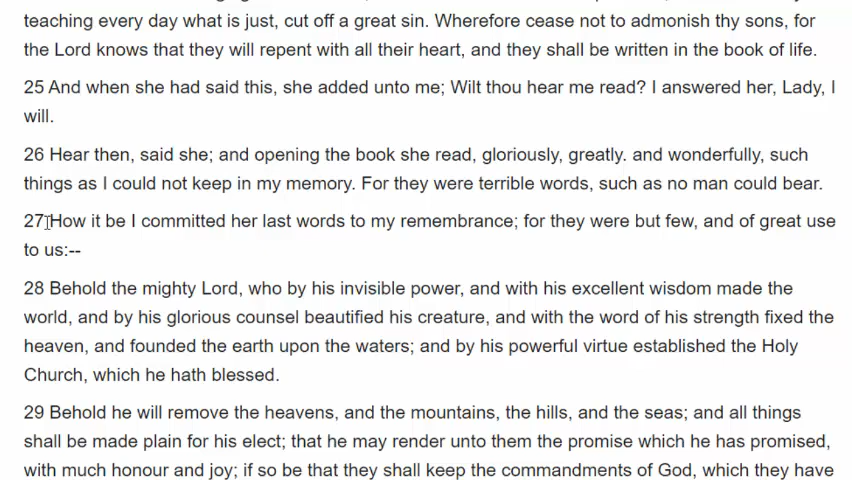 teaching every day what is just, cut off a great sin. Wherefore cease not to admonish thy sons, for
the Lord knows that they will repent with all their heart, and they shall be written in the book of life.
25 And when she had said this, she added unto me; Wilt thou hear me read? I answered her, Lady, I
will.
26 Hear then, said she; and opening the book she read, gloriously, greatly. and wonderfully, such
things as I could not keep in my memory. For they were terrible words, such as no man could bear.
27 How it be I committed her last words to my remembrance; for they were but few, and of great use
to us:--
28 Behold the mighty Lord, who by his invisible power, and with his excellent wisdom made the
world, and by his glorious counsel beautified his creature, and with the word of his strength fixed the
heaven, and founded the earth upon the waters; and by his powerful virtue established the Holy
Church, which he hath blessed.
29 Behold he will remove the heavens, and the mountains, the hills, and the seas; and all things
shall be made plain for his elect; that he may render unto them the promise which he has promised,
with much honour and joy; if so be that they shall keep the commandments of God, which they have